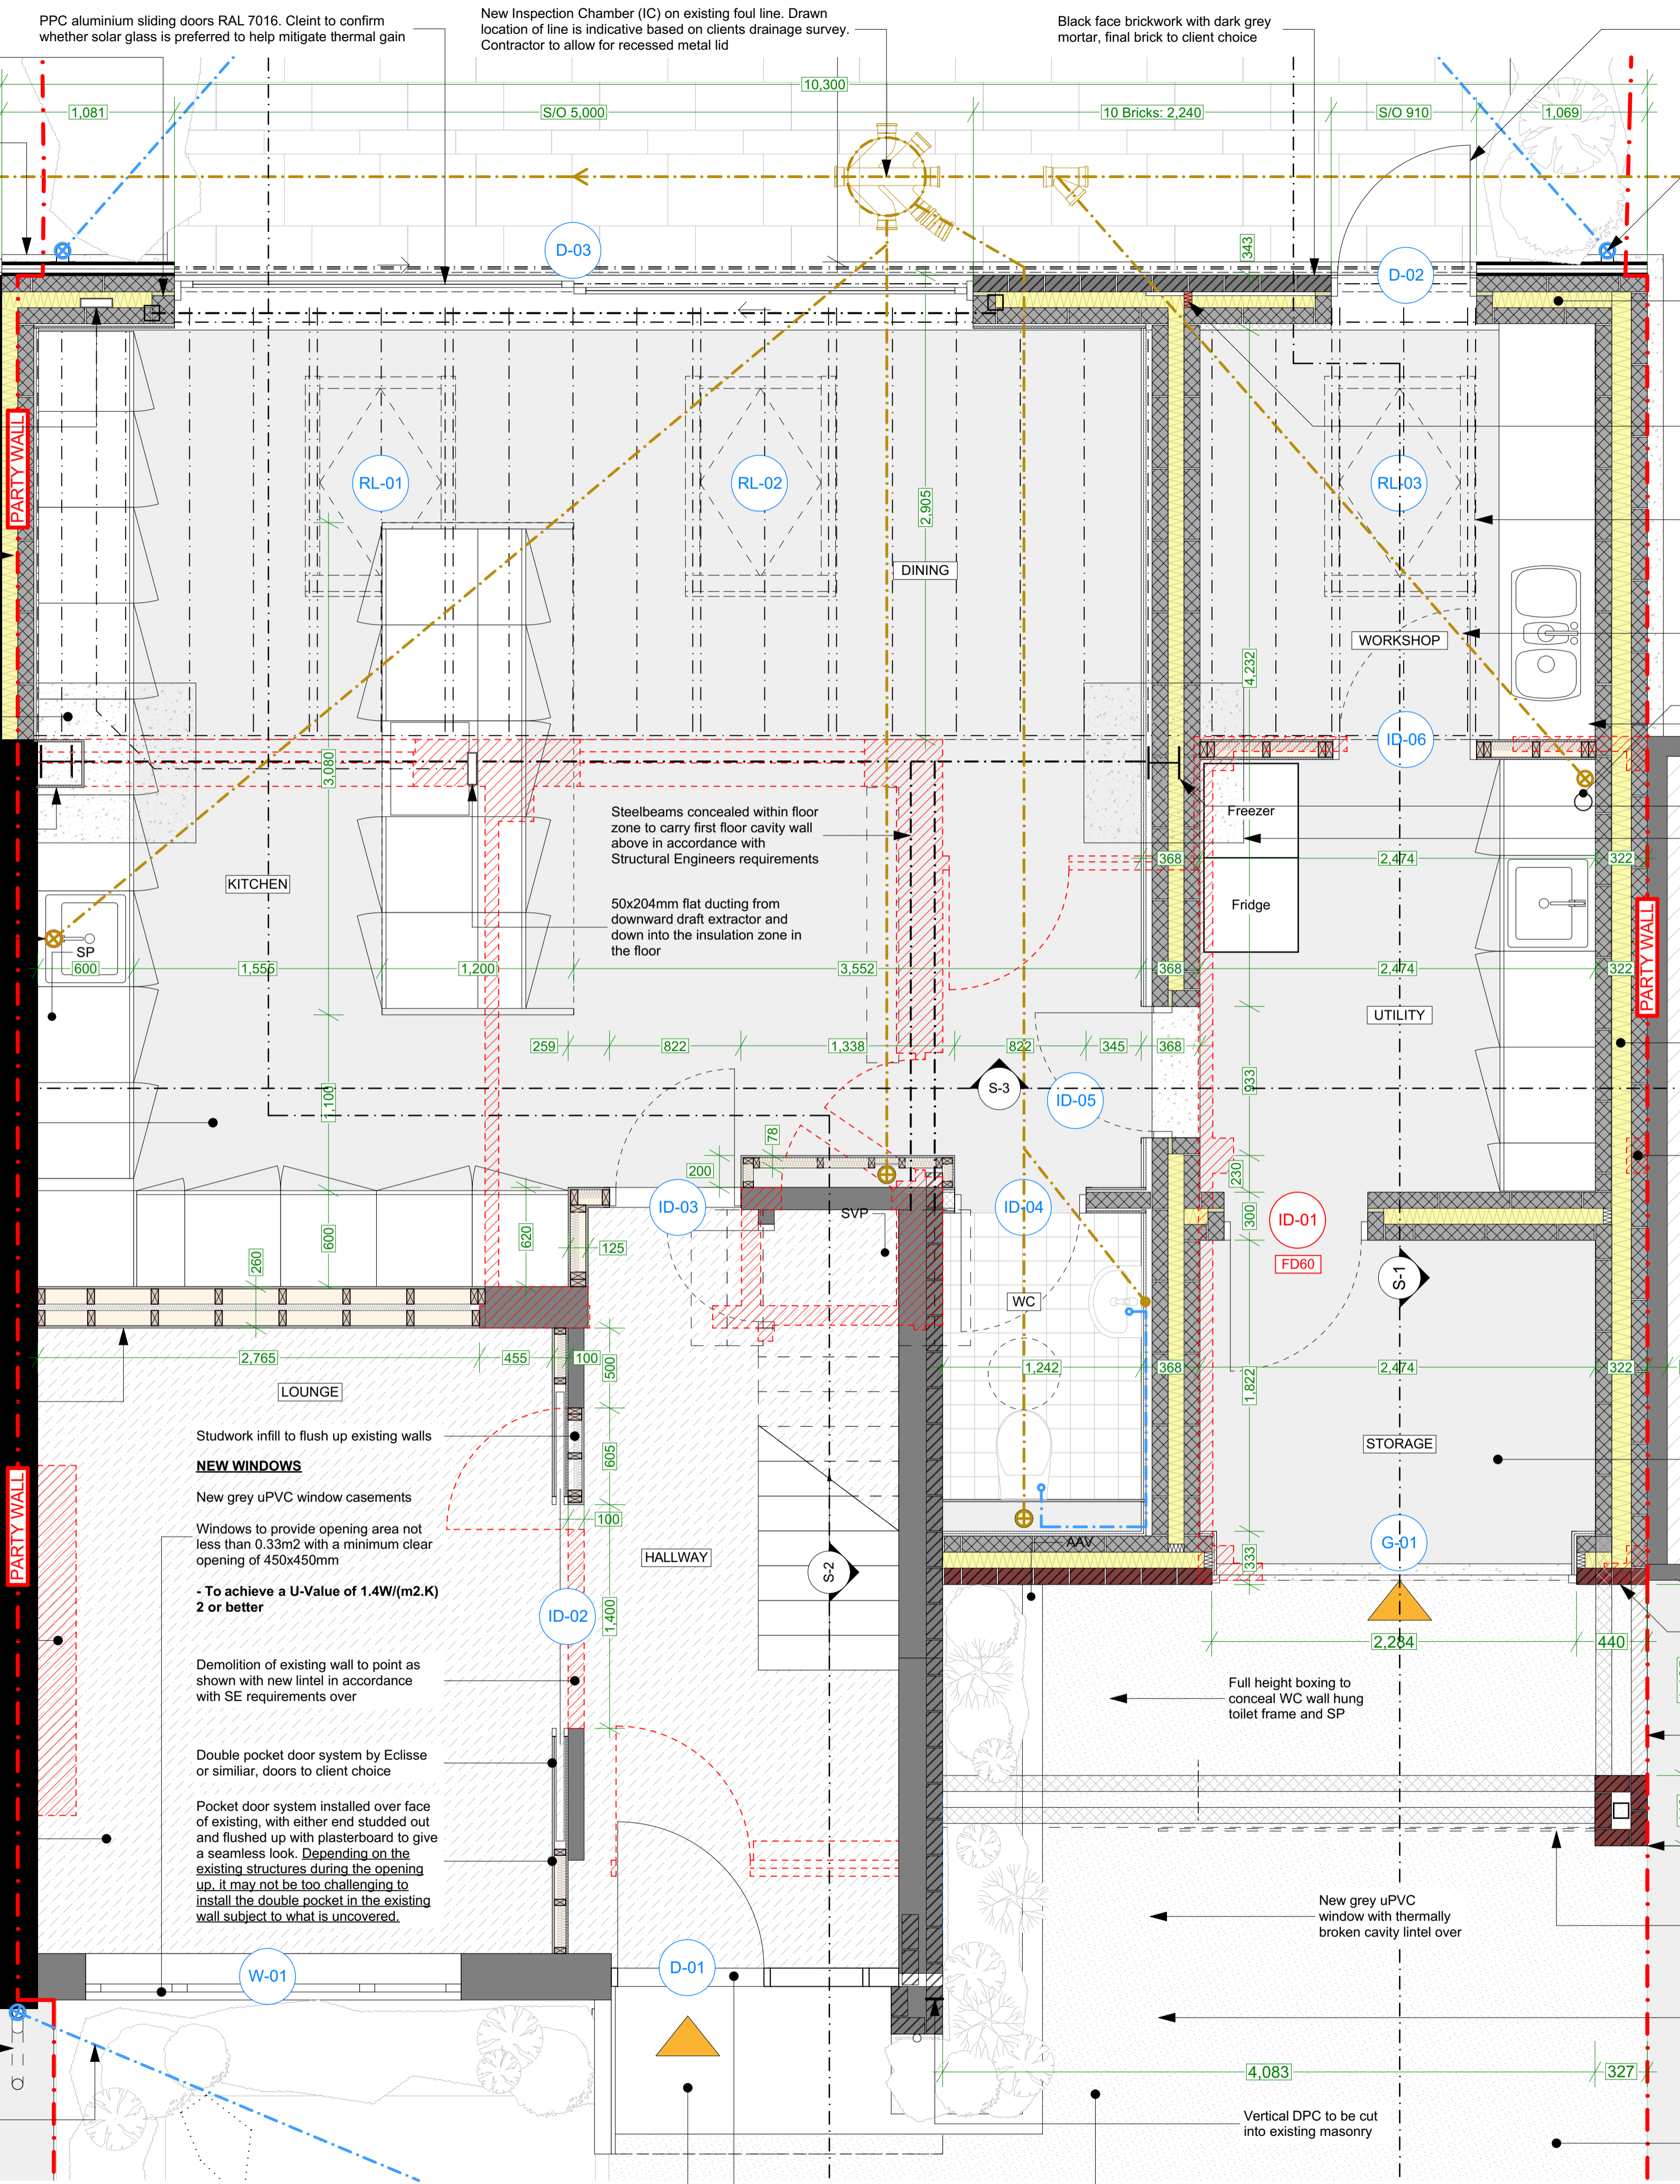 PPC aluminium sliding doors RAL 7016. Cleint to confirm
whether solar glass is preferred to help mitigate thermal gain
New Inspection Chamber (IC) on existing foul line. Drawn
location of line is indicative based on clients drainage survey.
Contractor to allow for recessed metal lid
Black face brickwork with dark grey
mortar, final brick to client choice
10,300
1,081
S/O 5,000
10 Bricks: 2,240
S/O 910
1,069
D-03
343
D-02
PARTY WALL
RL-01
RL-02
RL-03
2,905
DINING
WORKSHOP
4,232
ID-06
3,080
Steelbeams concealed within floor
zone to carry first floor cavity wall
above in accordance with
Structural Engineers requirements
Freezer
368
2,474
322
KITCHEN
50x204mm flat ducting from
downward draft extractor and
down into the insulation zone in
the floor
Fridge
PARTY WALL
SP
600
1,555
1,200
3,552
368
2,474
322
UTILITY
259
822
1,338
822
345
368
1,100
S-3
ID-05
933
78
200
230
ID-03
SVP
ID-04
300
ID-01
FD60
600
620
125
260
S-1
WC
2,765
455
100
500
1,242
368
1,822
2,474
322
LOUNGE
Studwork infill to flush up existing walls
605
STORAGE
NEW WINDOWS
New grey uPVC window casements
100
PARTY WALL
Windows to provide opening area not
less than 0.33m2 with a minimum clear
opening of 450x450mm
AAV
G-01
333
HALLWAY
S-2
- To achieve a U-Value of 1.4W/(m2.K)
2 or better
ID-02
1,400
2,284
440
Demolition of existing wall to point as
shown with new lintel in accordance
with SE requirements over
Full height boxing to
conceal WC wall hung
toilet frame and SP
Double pocket door system by Eclisse
or similiar, doors to client choice
Pocket door system installed over face
of existing, with either end studded out
and flushed up with plasterboard to give
a seamless look. Depending on the
existing structures during the opening
up, it may not be too challenging to
install the double pocket in the existing
wall subject to what is uncovered.
New grey uPVC
window with thermally
broken cavity lintel over
W-01
D-01
4,083
327
Vertical DPC to be cut
into existing masonry